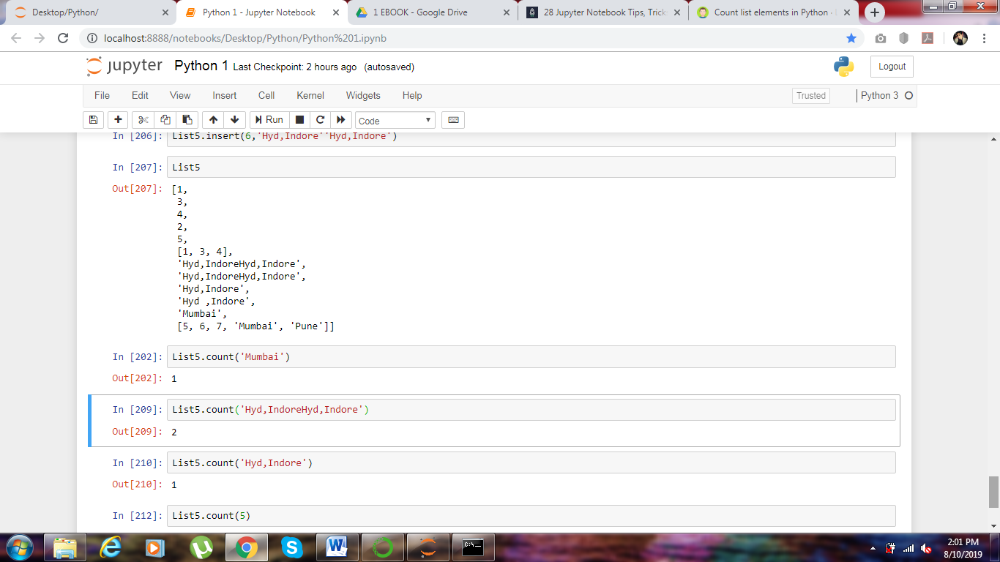 Desktop/Python/
Python 1 - Jupyter Notebook
1 EBOOK - Google Drive
28 Jupyter Notebook Tips, Trick
Count list elements in Python -
localhost:8888/notebooks/Desktop/Python/Python%201.ipynb
jupyter Python 1 Last Checkpoint: 2 hours ago (autosaved)
Logout
File Edit View Insert Cell Kernel Widgets Help
Trusted
Python 3
Run
Code
In [206]: List5.insert(6,'Hyd,Indore''Hyd,Indore')
In [207]: List5
Out[207]: [1,
3,
4,
2,
5,
[1, 3, 4],
'Hyd,IndoreHyd,Indore',
'Hyd,IndoreHyd,Indore',
'Hyd,Indore',
'Hyd ,Indore',
'Mumbai',
[5, 6, 7, 'Mumbai', 'Pune']]
In [202]: List5.count('Mumbai')
Out[202]: 1
In [209]: List5.count('Hyd,IndoreHyd,Indore')
Out[209]: 2
In [210]: List5.count('Hyd,Indore')
Out[210]: 1
In [212]: List5.count(5)
C:\
2:01 PM
8/10/2019